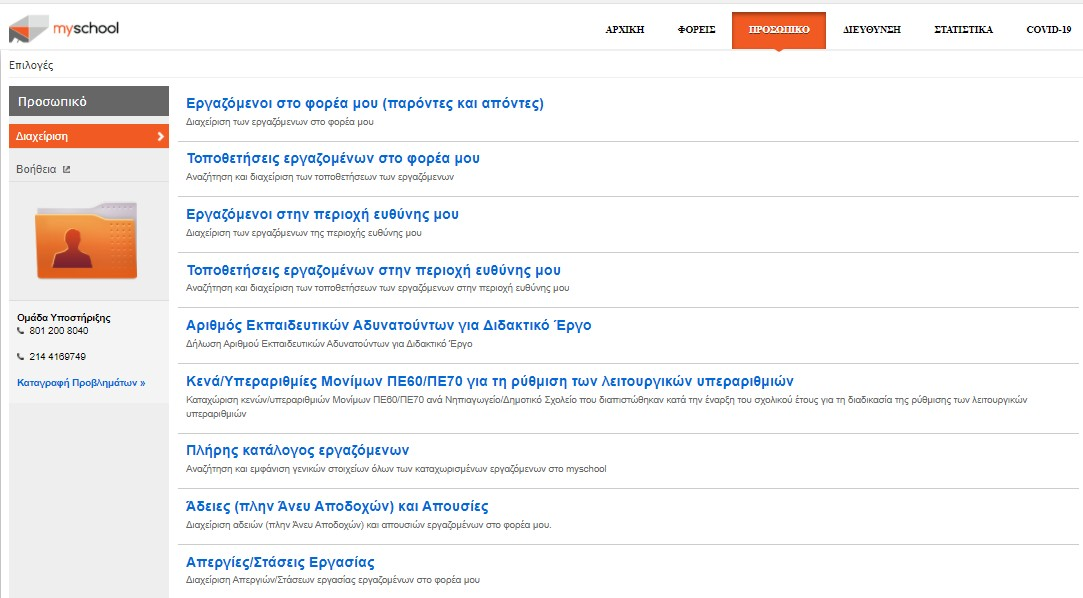 myschool
ΑΡΧΙΚΗ ΦΟΡΕΙΣ ΠΡΟΣΩΠΙΚΟ ΔΙΕΥΘΥΝΣΗ ΣΤΑΤΙΣΤΙΚΑ COVID-19
Επιλογές
Προσωπικό
Διαχείριση
Βοήθεια
Ομάδα Υποστήριξης
801 200 8040
214 4169749
Καταγραφή Προβλημάτων »
Εργαζόμενοι στο φορέα μου (παρόντες και απόντες)
Διαχείριση των εργαζόμενων στο φορέα μου
Τοποθετήσεις εργαζομένων στο φορέα μου
Αναζήτηση και διαχείριση των τοποθετήσεων των εργαζόμενων
Εργαζόμενοι στην περιοχή ευθύνης μου
Διαχείριση των εργαζόμενων της περιοχής ευθύνης μου
Τοποθετήσεις εργαζομένων στην περιοχή ευθύνης μου
Αναζήτηση και διαχείριση των τοποθετήσεων των εργαζόμενων στην περιοχή ευθύνης μου
Αριθμός Εκπαιδευτικών Αδυνατούντων για Διδακτικό Έργο
Δήλωση Αριθμού Εκπαιδευτικών Αδυνατούντων για Διδακτικό Έργο
Κενά/Υπεραριθμίες Μονίμων ΠΕ60/ΠΕ70 για τη ρύθμιση των λειτουργικών υπεραριθμιών
Καταχώριση κενών/υπεραριθμιών Μονίμων ΠΕ60/ΠΕ70 ανά Νηπιαγωγείο/Δημοτικό Σχολείο που διαπιστώθηκαν κατά την έναρξη του σχολικού έτους για τη διαδικασία της ρύθμισης των λειτουργικών
υπεραριθμιών
Πλήρης κατάλογος εργαζόμενων
Αναζήτηση και εμφάνιση γενικών στοιχείων όλων των καταχωρισμένων εργαζόμενων στο myschool
Άδειες (πλην Άνευ Αποδοχών) και Απουσίες
Διαχείριση αδειών (πλην Άνευ Αποδοχών) και απουσιών εργαζομένων στο φορέα μου.
Απεργίες/Στάσεις Εργασίας
Διαχείριση Απεργιών/Στάσεων εργασίας εργαζομένων στο φορέα μου